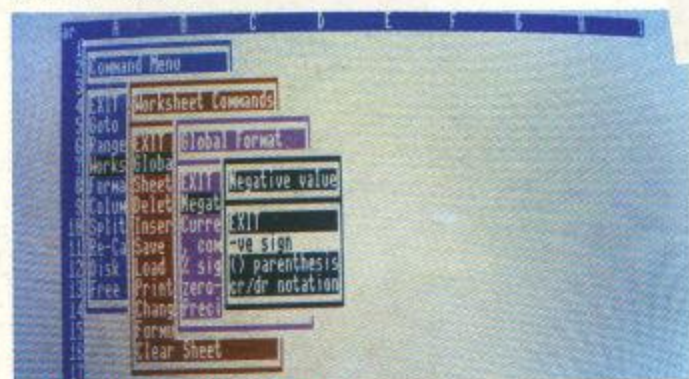 A B C D E F G H
Command Menu
EXIT
Goto
Range
Works
Forma
Colum
Split
Re-Ca
Disk
Free
Worksheet Commands
EXIT
Globa
Sheet
Delet
Inser
Save
Load
Print
Chang
Formu
Clear Sheet
Global Format
EXIT
Negat
Curre
, com
% sig
zero-
Preci
Negative value
EXIT
-ve sign
() parenthesis
cr/dr notation